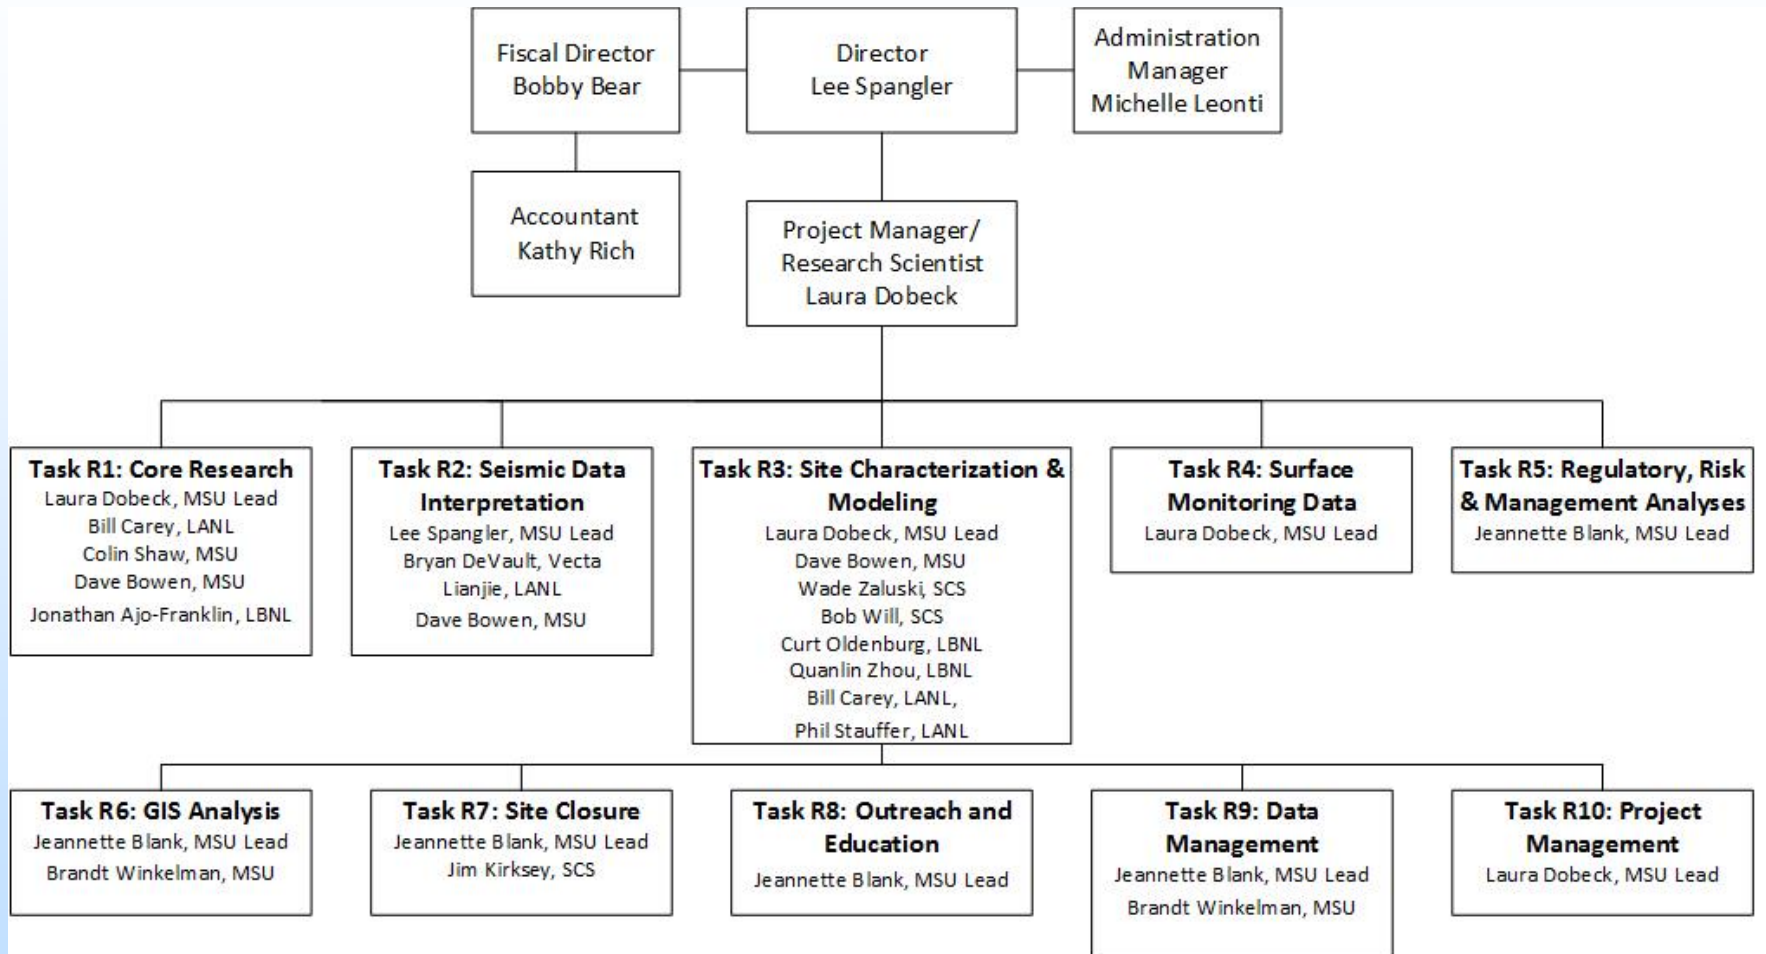 Fiscal Director
Bobby Bear
Director
Lee Spangler
Administration
Manager
Michelle Leonti
Accountant
Kathy Rich
Project Manager/
Research Scientist
Laura Dobeck
Task R1: Core Research
Laura Dobeck, MSU Lead
Bill Carey, LANL
Colin Shaw, MSU
Dave Bowen, MSU
Jonathan Ajo-Franklin, LBNL
Task R2: Seismic Data
Interpretation
Lee Spangler, MSU Lead
Bryan DeVault, Vecta
Lianjie, LANL
Dave Bowen, MSU
Task R3: Site Characterization &
Modeling
Laura Dobeck, MSU Lead
Dave Bowen, MSU
Wade Zaluski, SCS
Bob Will, SCS
Curt Oldenburg, LBNL
Quanlin Zhou, LBNL
Bill Carey, LANL,
Phil Stauffer, LANL
Task R4: Surface
Monitoring Data
Laura Dobeck, MSU Lead
Task R5: Regulatory, Risk
& Management Analyses
Jeannette Blank, MSU Lead
Task R6: GIS Analysis
Jeannette Blank, MSU Lead
Brandt Winkelman, MSU
Task R7: Site Closure
Jeannette Blank, MSU Lead
Jim Kirksey, SCS
Task R8: Outreach and
Education
Jeannette Blank, MSU Lead
Task R9: Data
Management
Jeannette Blank, MSU Lead
Brandt Winkelman, MSU
Task R10: Project
Management
Laura Dobeck, MSU Lead